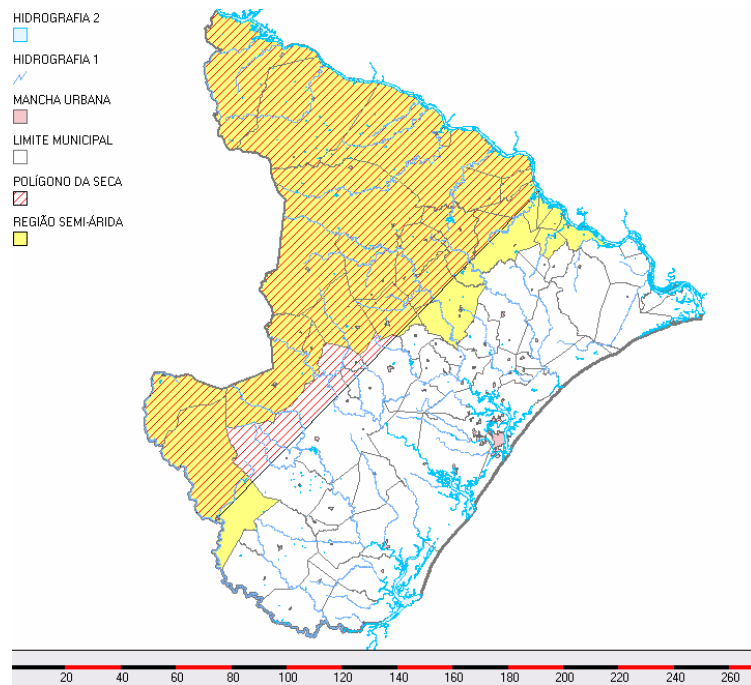 HIDROGRAFIA 2
HIDROGRAFIA 1
MANCHA URBANA
LIMITE MUNICIPAL
POLÍGONO DA SECA
REGIÃO SEMI-ÁRIDA
20 40 60 80 100 120 140 160 180 200 220 240 260